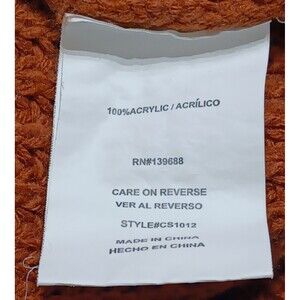 100%ACRYLIC / ACRÍLICO
RN#139688
CARE ON REVERSE
VER AL REVERSO
STYLE#CS1012
MADE IN CHINA
HECHO EN CHINA